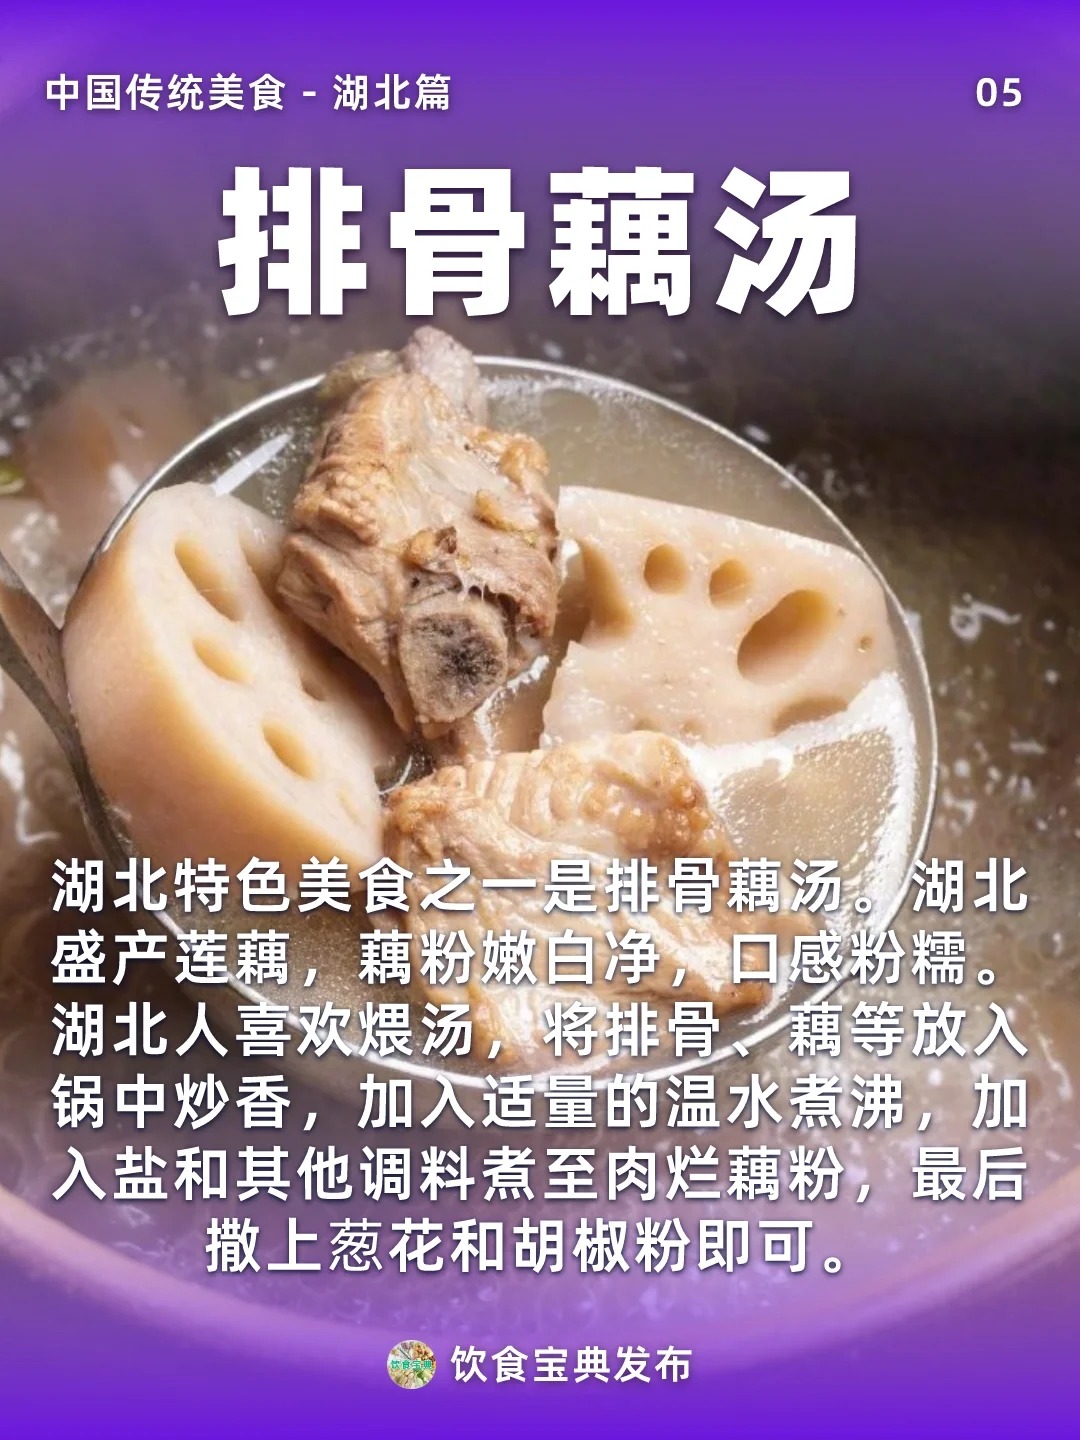 中国传统美食 - 湖北篇
05
排骨藕汤
湖北特色美食之一是排骨藕汤。湖北
盛产莲藕，藕粉嫩白净，口感粉糯。
湖北人喜欢煨汤，将排骨、藕等放入
锅中炒香，加入适量的温水煮沸，加
入盐和其他调料煮至肉烂藕粉，最后
撒上葱花和胡椒粉即可。
饮食宝典
饮食宝典发布